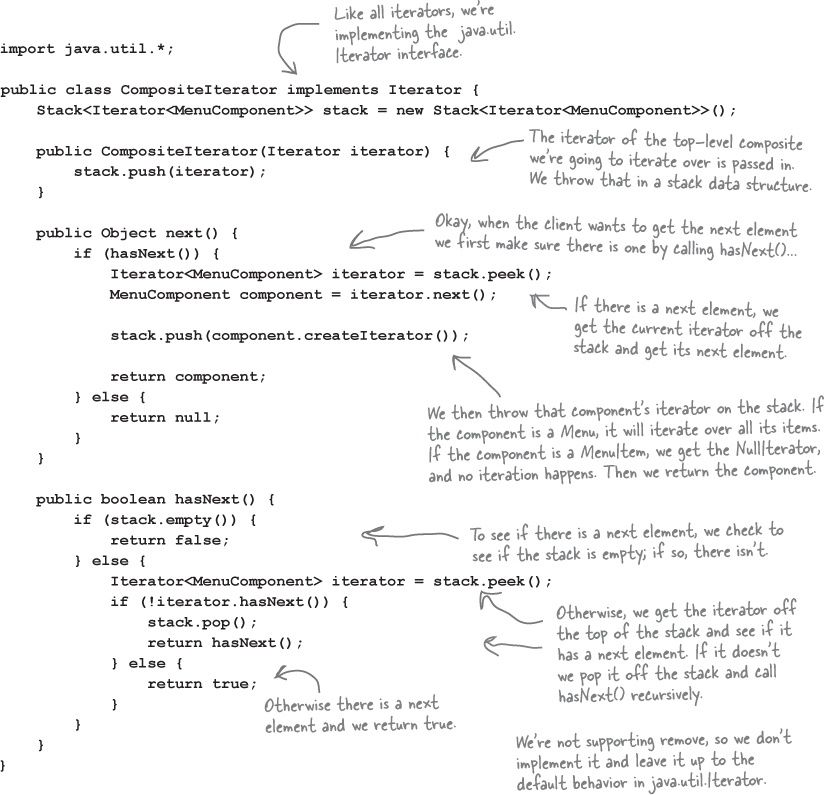 Like all iterators, we're
implementing the java.util.
Iterator interface.
import java.util.*;
public class CompositeIterator implements Iterator {
Stack<Iterator<MenuComponent>> stack = new Stack<Iterator<MenuComponent>>();
public CompositeIterator(Iterator iterator) {
stack.push(iterator);
}
The iterator of the top-level composite
we're going to iterate over is passed in.
We throw that in a stack data structure.
public Object next() {
if (hasNext()) {
Iterator<MenuComponent> iterator = stack.peek();
MenuComponent component = iterator.next();
stack.push(component.createIterator());
return component;
} else {
return null;
}
}
Okay, when the client wants to get the next element
we first make sure there is one by calling hasNext()...
If there is a next element, we
get the current iterator off the
stack and get its next element.
We then throw that component's iterator on the stack. If
the component is a Menu, it will iterate over all its items.
If the component is a MenuItem, we get the NullIterator,
and no iteration happens. Then we return the component.
public boolean hasNext() {
if (stack.empty()) {
return false;
} else {
Iterator<MenuComponent> iterator = stack.peek();
if (!iterator.hasNext()) {
stack.pop();
return hasNext();
} else {
return true;
}
}
}
}
To see if there is a next element, we check to
see if the stack is empty; if so, there isn't.
Otherwise, we get the iterator off
the top of the stack and see if it
has a next element. If it doesn't
we pop it off the stack and call
hasNext() recursively.
Otherwise there is a next
element and we return true.
We're not supporting remove, so we don't
implement it and leave it up to the
default behavior in java.util.Iterator.